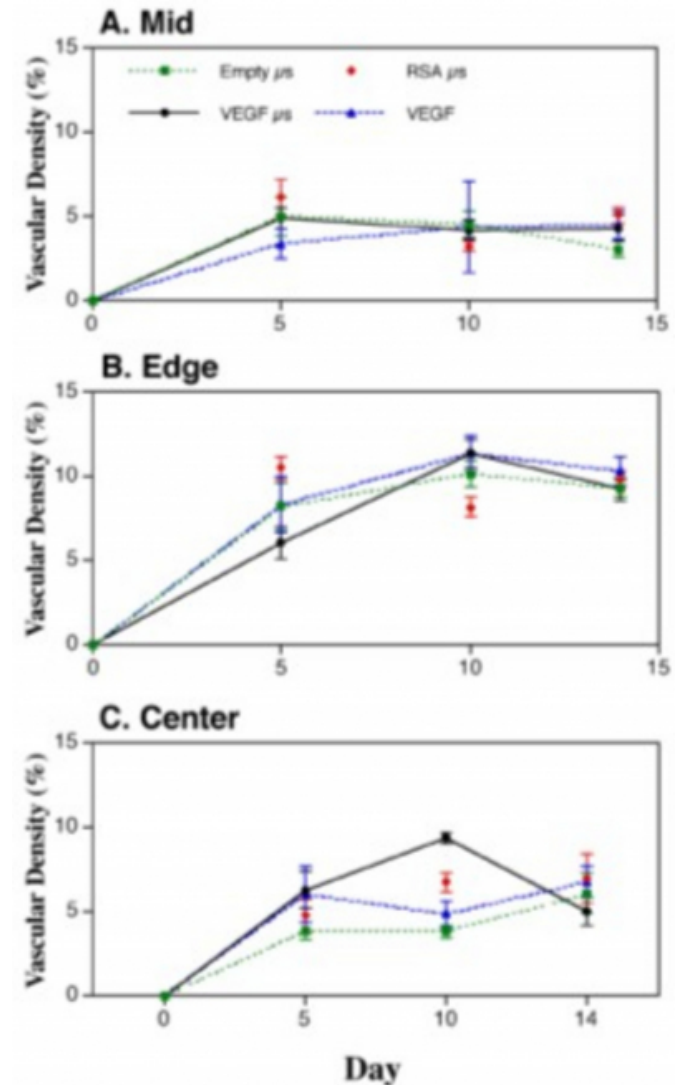 A. Mid
Vascular Density (%)
15
10
5
0
Empty µs
RSA µs
VEGF µs
VEGF
0 5 10 15
B. Edge
Vascular Density (%)
15
10
5
0
0 5 10 15
C. Center
Vascular Density (%)
15
10
5
0
0 5 10 14
Day